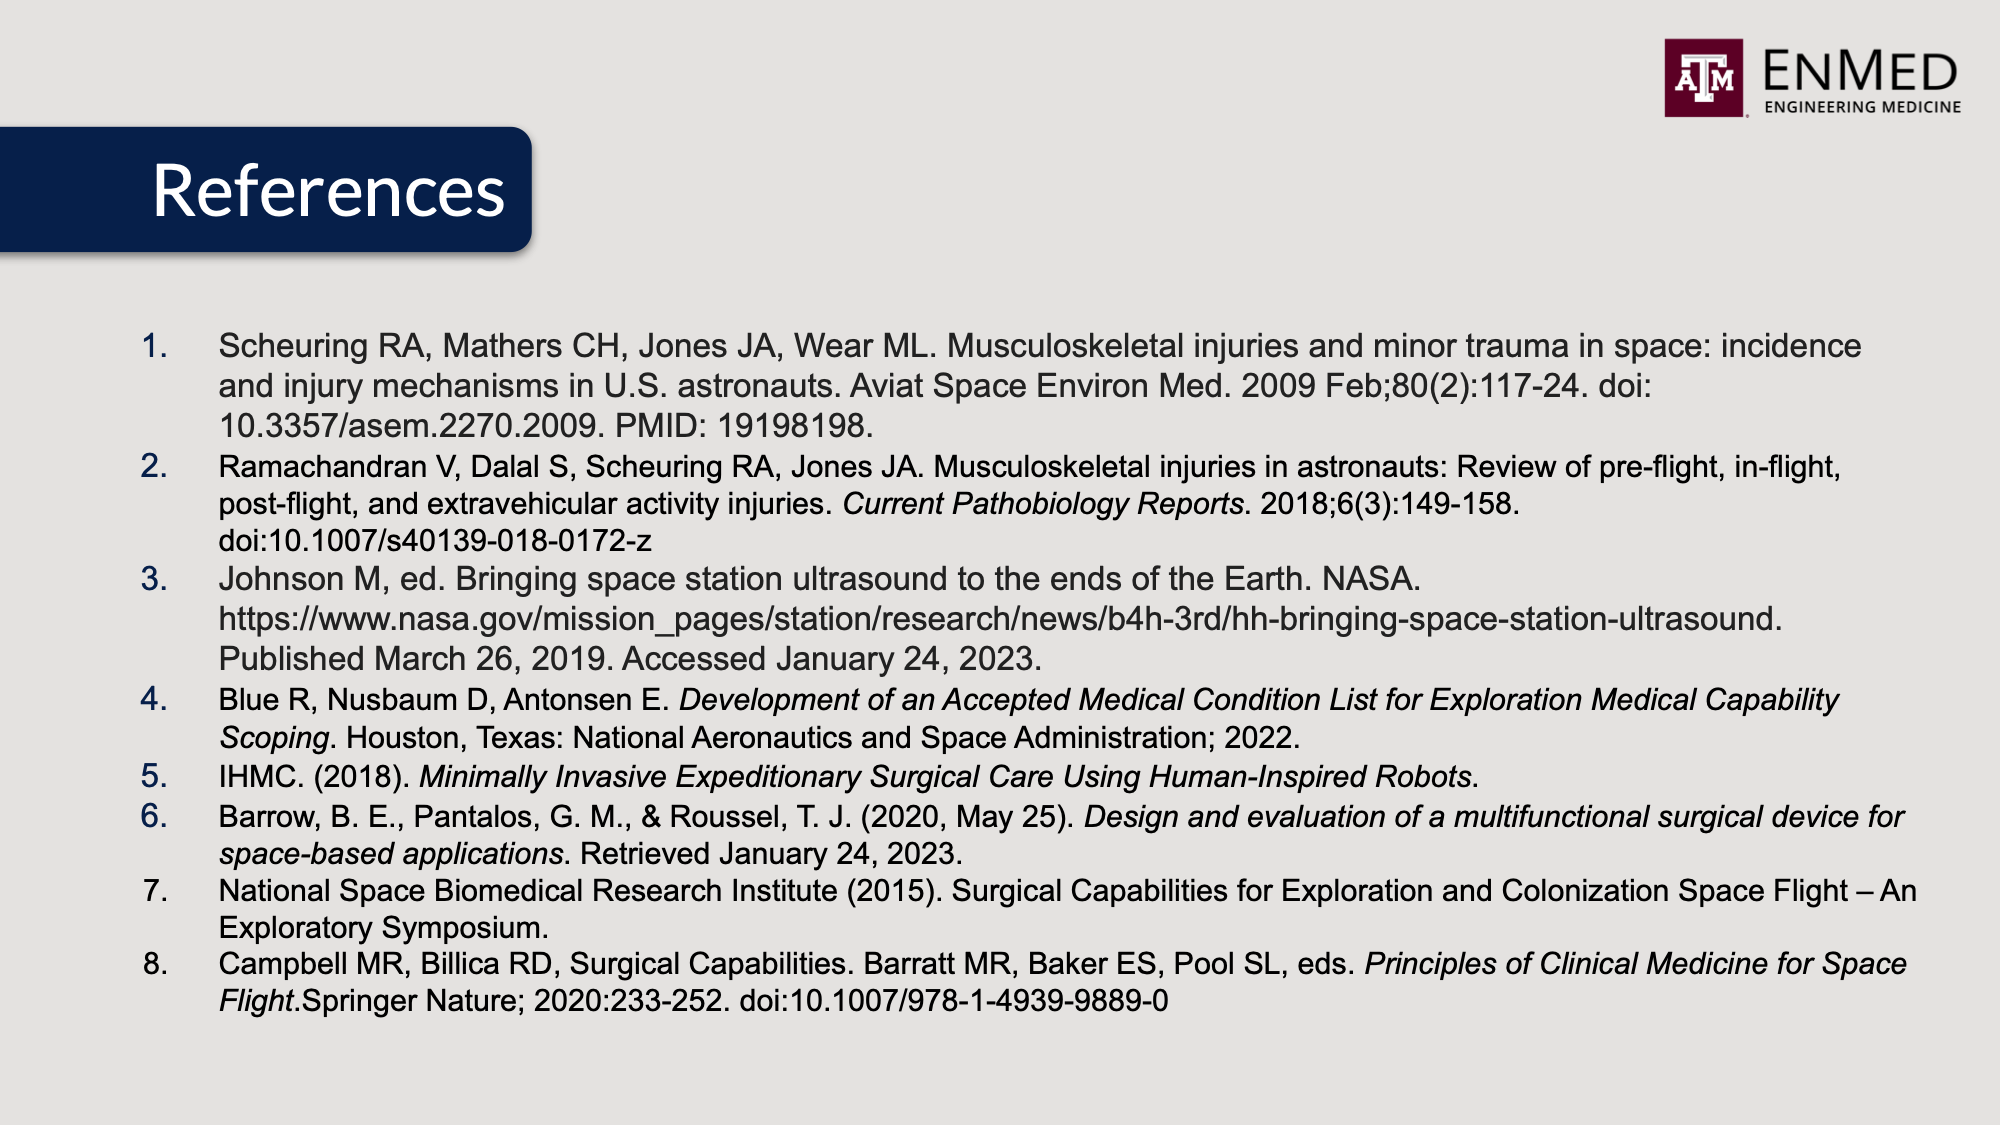 ATM ENMED
ENGINEERING MEDICINE
References
1. Scheuring RA, Mathers CH, Jones JA, Wear ML. Musculoskeletal injuries and minor trauma in space: incidence
and injury mechanisms in U.S. astronauts. Aviat Space Environ Med. 2009 Feb;80(2):117-24. doi:
10.3357/asem.2270.2009. PMID: 19198198.
2. Ramachandran V, Dalal S, Scheuring RA, Jones JA. Musculoskeletal injuries in astronauts: Review of pre-flight, in-flight,
post-flight, and extravehicular activity injuries. Current Pathobiology Reports. 2018;6(3):149-158.
doi:10.1007/s40139-018-0172-z
3. Johnson M, ed. Bringing space station ultrasound to the ends of the Earth. NASA.
https://www.nasa.gov/mission_pages/station/research/news/b4h-3rd/hh-bringing-space-station-ultrasound.
Published March 26, 2019. Accessed January 24, 2023.
4. Blue R, Nusbaum D, Antonsen E. Development of an Accepted Medical Condition List for Exploration Medical Capability
Scoping. Houston, Texas: National Aeronautics and Space Administration; 2022.
5. IHMC. (2018). Minimally Invasive Expeditionary Surgical Care Using Human-Inspired Robots.
6. Barrow, B. E., Pantalos, G. M., & Roussel, T. J. (2020, May 25). Design and evaluation of a multifunctional surgical device for
space-based applications. Retrieved January 24, 2023.
7. National Space Biomedical Research Institute (2015). Surgical Capabilities for Exploration and Colonization Space Flight – An
Exploratory Symposium.
8. Campbell MR, Billica RD, Surgical Capabilities. Barratt MR, Baker ES, Pool SL, eds. Principles of Clinical Medicine for Space
Flight.Springer Nature; 2020:233-252. doi:10.1007/978-1-4939-9889-0